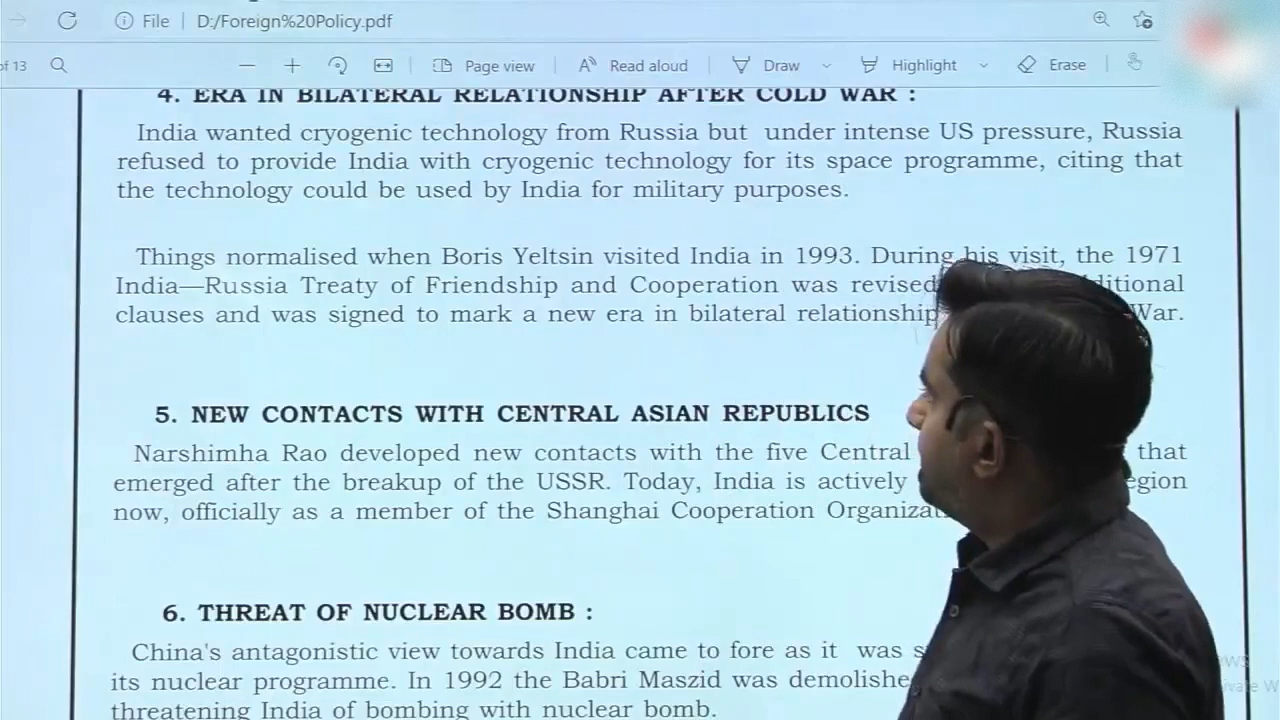 File | D:/Foreign%20Policy.pdf
of 13 Page view Read aloud Draw Highlight Erase
4. ERA IN BILATERAL RELATIONSHIP AFTER COLD WAR :
India wanted cryogenic technology from Russia but under intense US pressure, Russia
refused to provide India with cryogenic technology for its space programme, citing that
the technology could be used by India for military purposes.
Things normalised when Boris Yeltsin visited India in 1993. During his visit, the 1971
India—Russia Treaty of Friendship and Cooperation was revised
clauses and was signed to mark a new era in bilateral relationship War.
5. NEW CONTACTS WITH CENTRAL ASIAN REPUBLICS
Narshimha Rao developed new contacts with the five Central that
emerged after the breakup of the USSR. Today, India is actively
now, officially as a member of the Shanghai Cooperation
6. THREAT OF NUCLEAR BOMB :
China's antagonistic view towards India came to fore as it was
its nuclear programme. In 1992 the Babri Maszid was
threatening India of bombing with nuclear bomb.